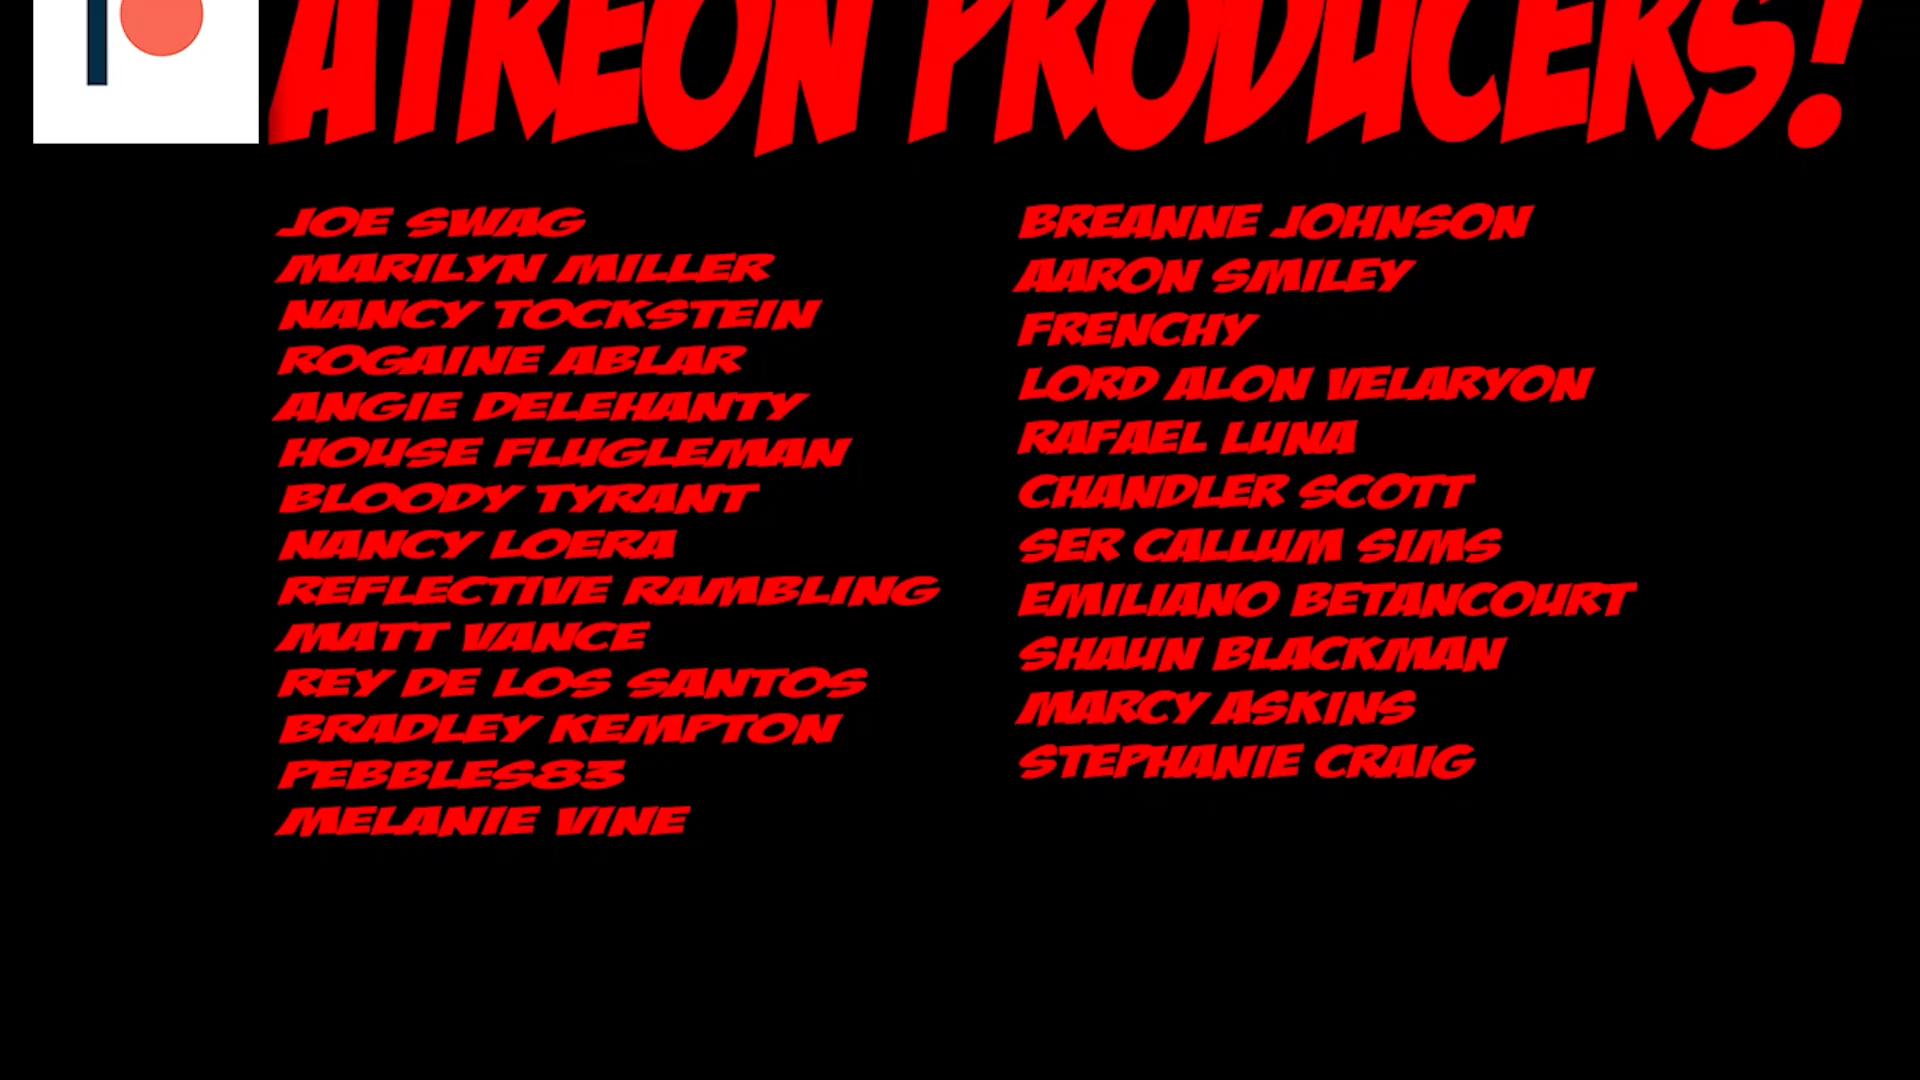 ATREON PRODUCERS!
JOE SWAG
MARILYN MILLER
NANCY TOCKSTEIN
ROGAINE ABLAR
ANGIE DELEHANTY
HOUSE FLUGLEMAN
BLOODY TYRANT
NANCY LOERA
REFLECTIVE RAMBLING
MATT VANCE
REY DE LOS SANTOS
BRADLEY KEMPTON
PEBBLES83
MELANIE VINE
BREANNE JOHNSON
AARON SMILEY
FRENCHY
LORD ALON VELARYON
RAFAEL LUNA
CHANDLER SCOTT
SER CALLUM SIMS
EMILIANO BETANCOURT
SHAUN BLACKMAN
MARCY ASKINS
STEPHANIE CRAIG